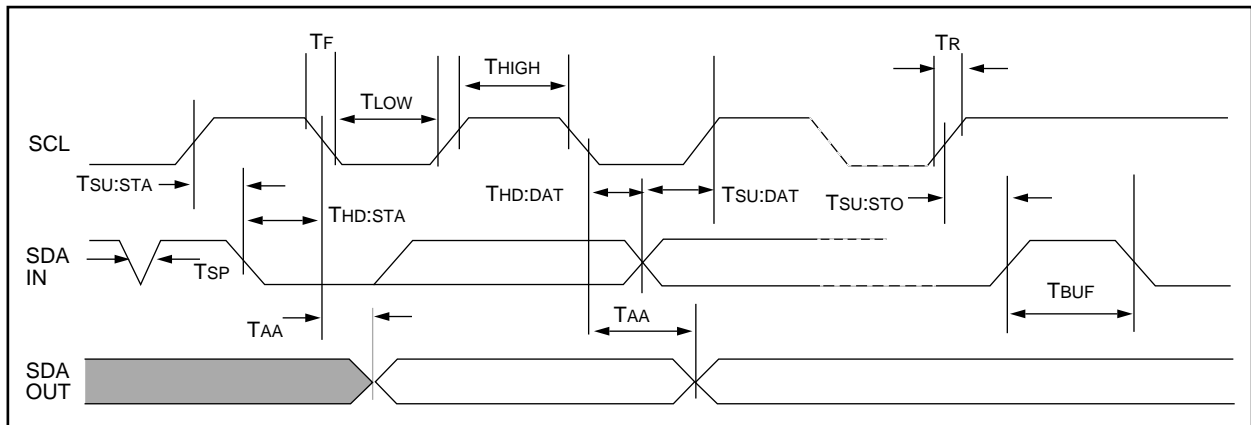 TF
TR
THIGH
TLOW
SCL
TSU:STA
THD:STA
THD:DAT
TSU:DAT
TSU:STO
SDA
IN
TSP
TBUF
TAA
TAA
SDA
OUT